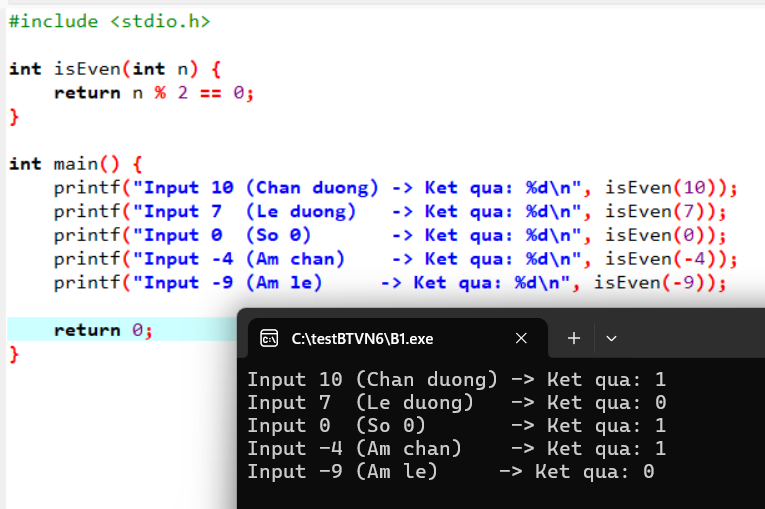 #include <stdio.h>
int isEven(int n) {
    return n % 2 == 0;
}
int main() {
    printf("Input 10 (Chan duong) -> Ket qua: %d\n", isEven(10));
    printf("Input 7  (Le duong)   -> Ket qua: %d\n", isEven(7));
    printf("Input 0  (So 0)       -> Ket qua: %d\n", isEven(0));
    printf("Input -4 (Am chan)    -> Ket qua: %d\n", isEven(-4));
    printf("Input -9 (Am le)     -> Ket qua: %d\n", isEven(-9));
    return 0;
}
C:\testBTVN6\B1.exe
Input 10 (Chan duong) -> Ket qua: 1
Input 7  (Le duong)   -> Ket qua: 0
Input 0  (So 0)       -> Ket qua: 1
Input -4 (Am chan)    -> Ket qua: 1
Input -9 (Am le)     -> Ket qua: 0